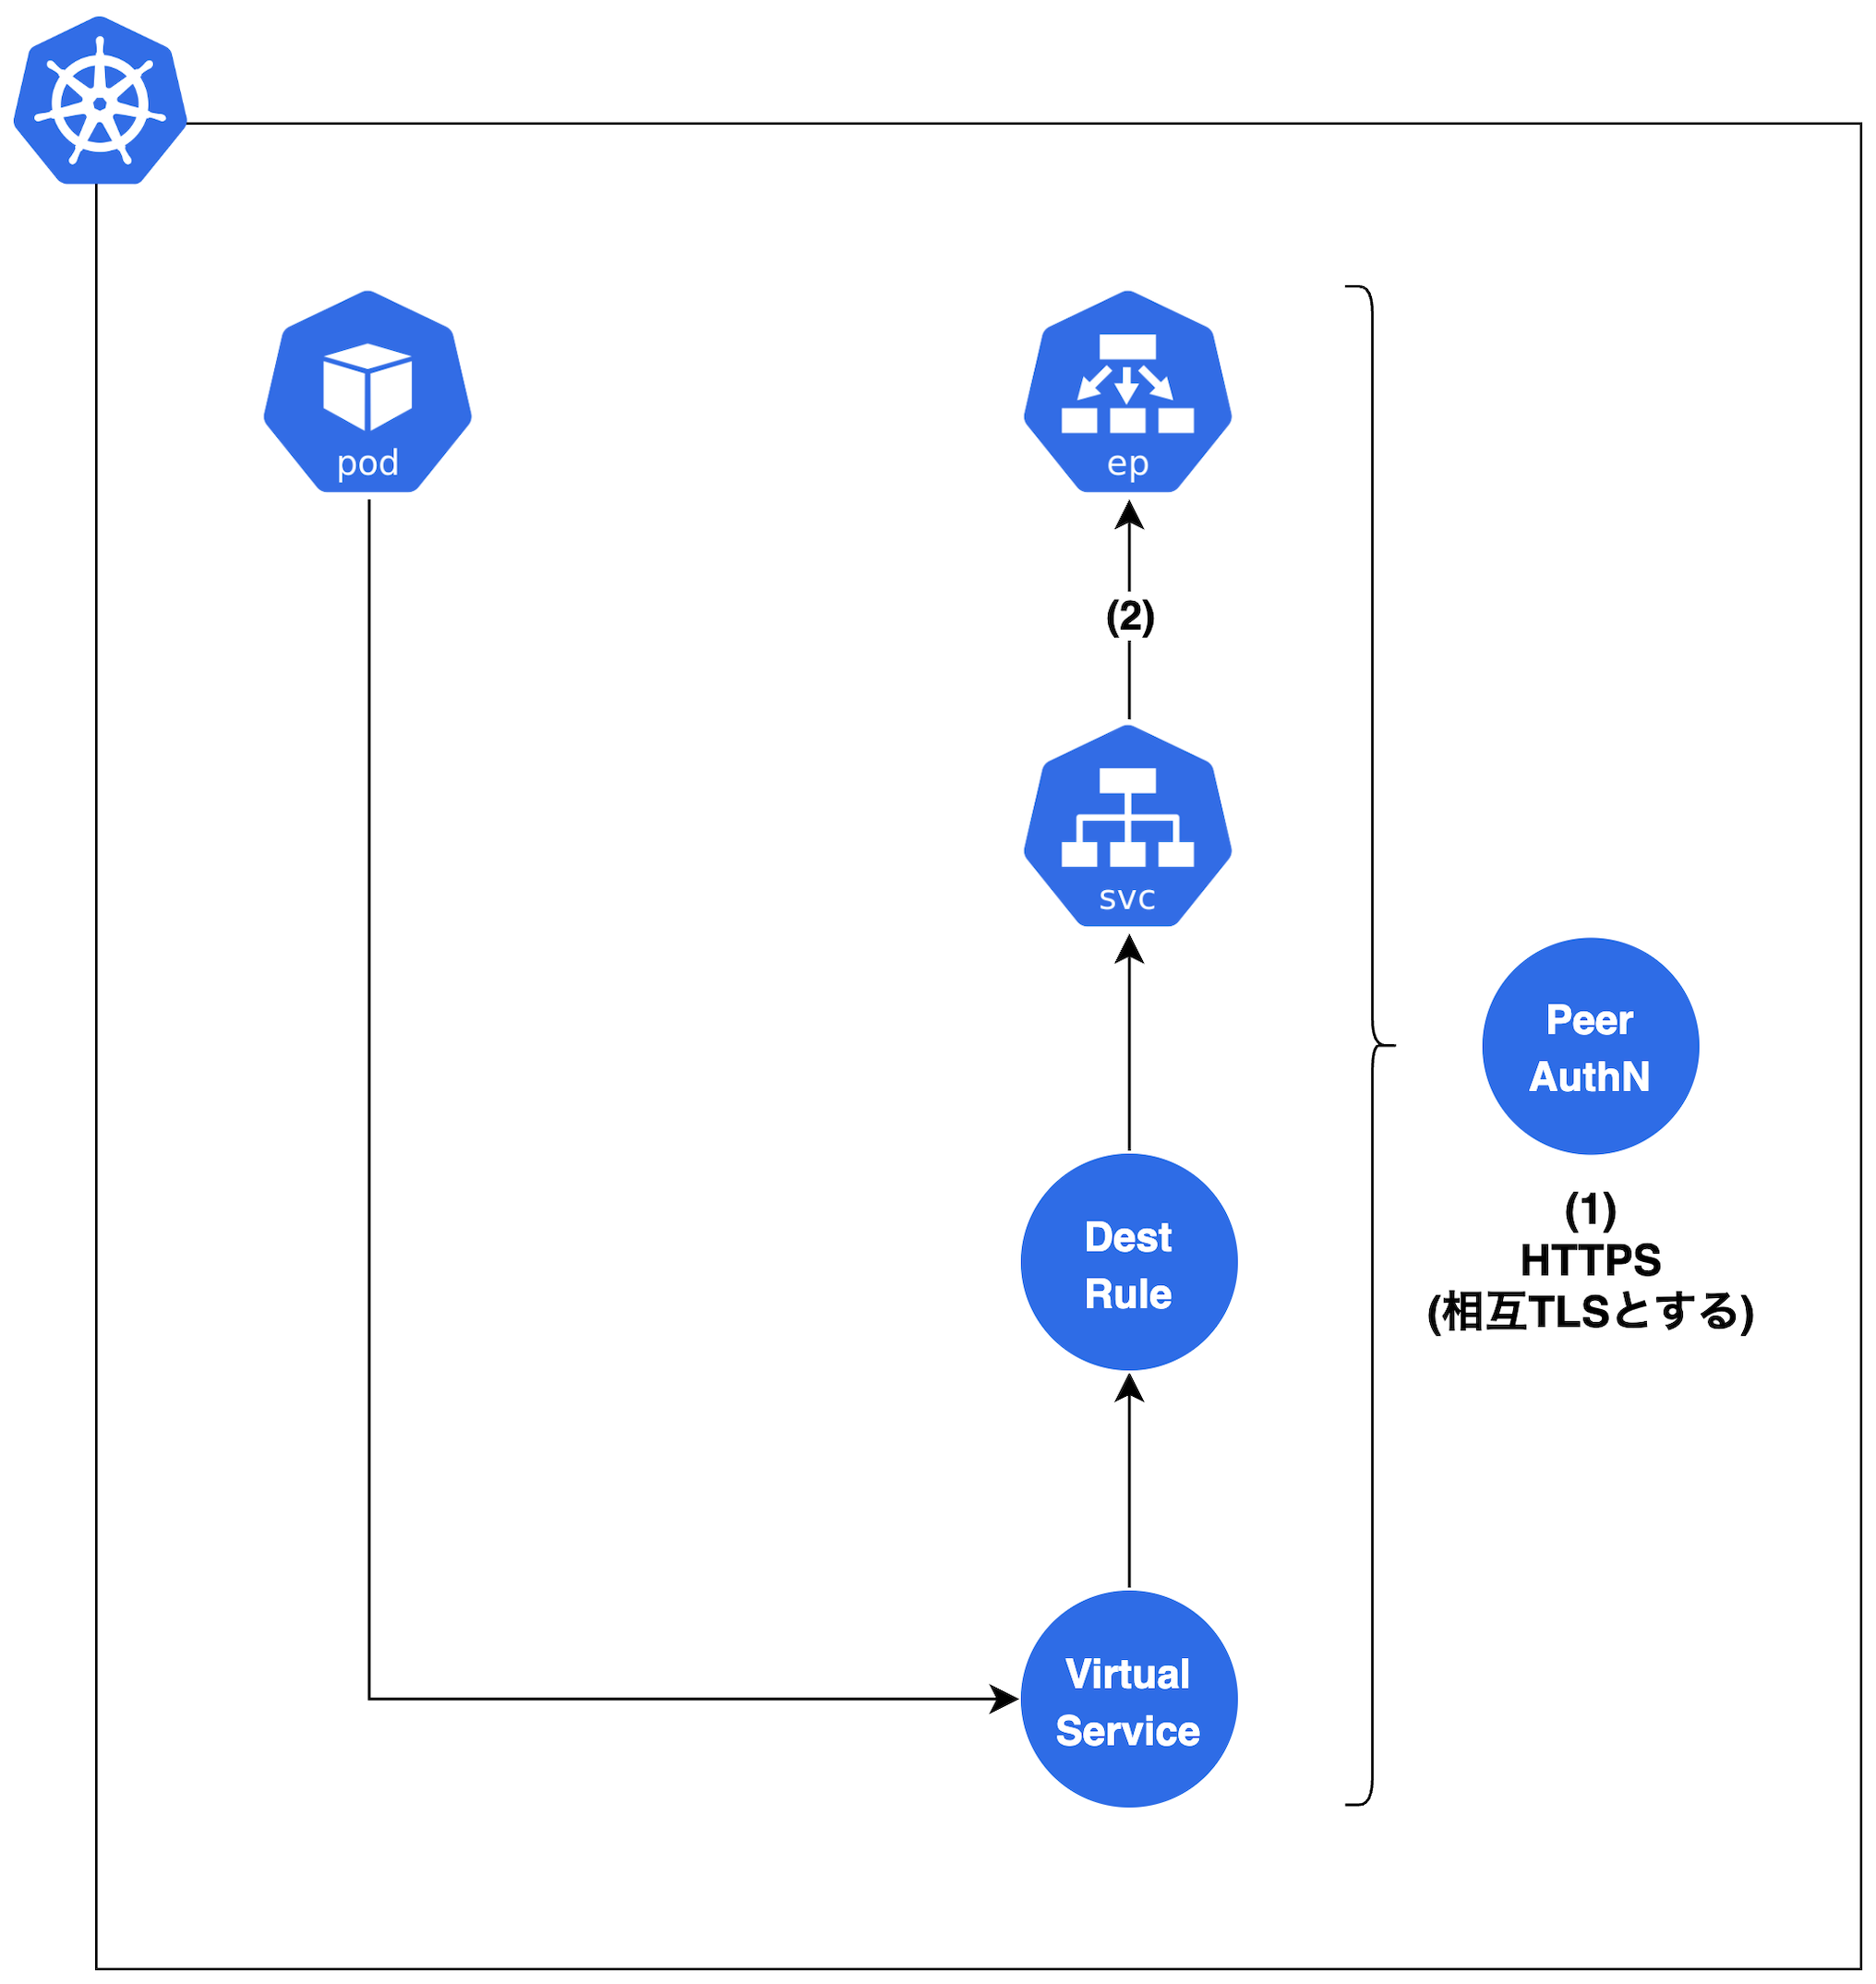 pod
ep
(2)
svc
Peer
AuthN
(1)
HTTPS
(相互TLSとする)
Dest
Rule
Virtual
Service